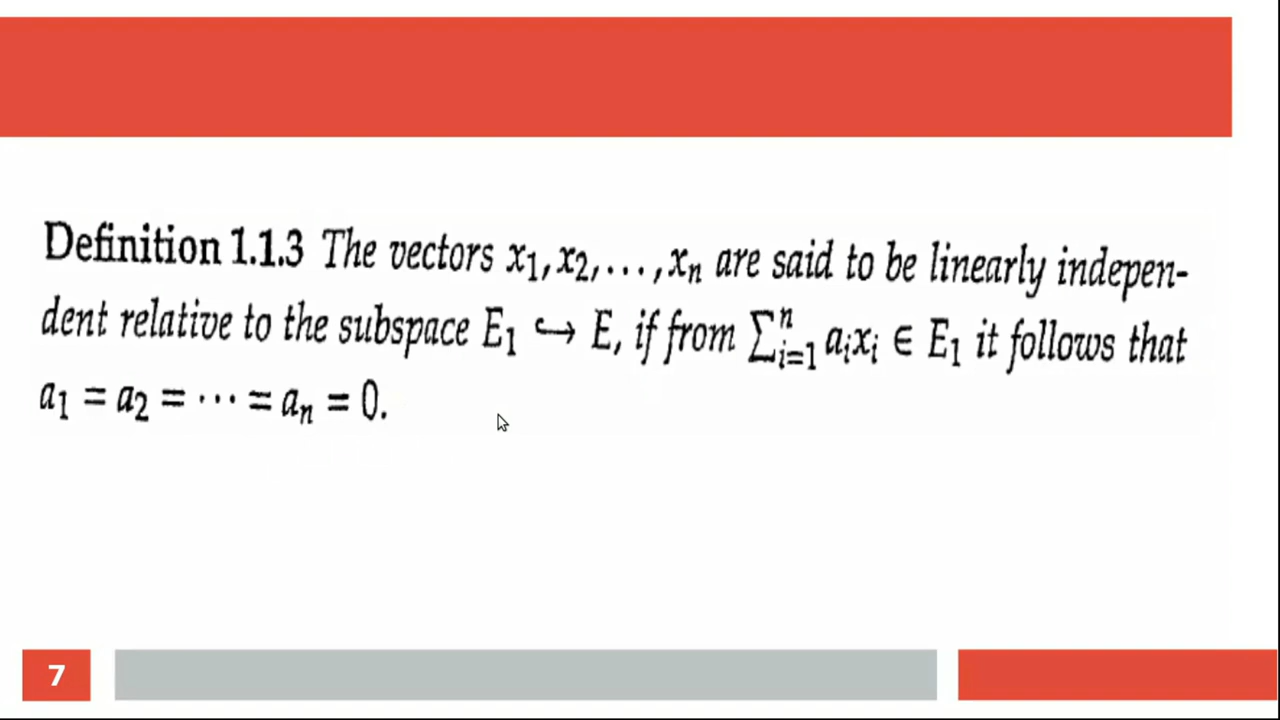 Definition 1.1.3 The vectors x₁, x₂, . . . , xₙ are said to be linearly indepen-
dent relative to the subspace E₁ ↪ E, if from ∑ⁿᵢ₌₁ aᵢxᵢ ∈ E₁ it follows that
a₁ = a₂ = ··· = aₙ = 0.
7